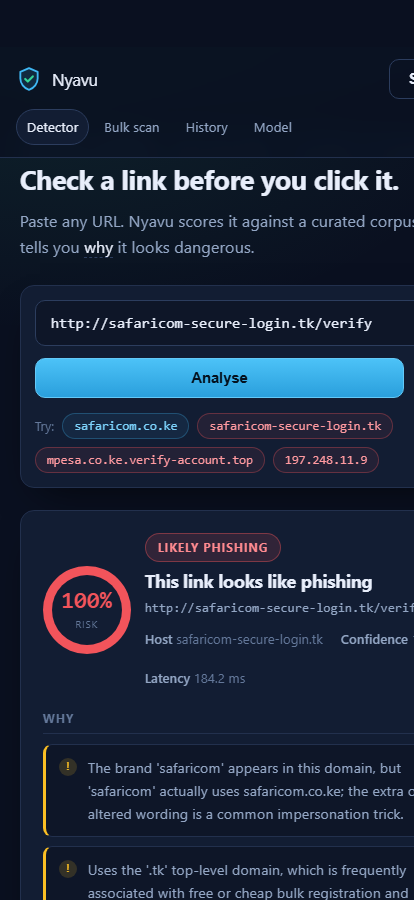 Nyavu
Detector Bulk scan History Model
Check a link before you click it.
Paste any URL. Nyavu scores it against a curated
tells you why it looks dangerous.
http://safaricom-secure-login.tk/verify
Analyse
Try: safaricom.co.ke safaricom-secure-login.tk
mpesa.co.ke.verify-account.top 197.248.11.9
LIKELY PHISHING
100%
RISK
This link looks like phishing
http://safaricom-secure-login.tk/verif
Host safaricom-secure-login.tk Confidence
Latency 184.2 ms
WHY
! The brand 'safaricom' appears in this domain, but
'safaricom' actually uses safaricom.co.ke; the extra
altered wording is a common impersonation trick.
! Uses the '.tk' top-level domain, which is frequently
associated with free or cheap bulk registration and